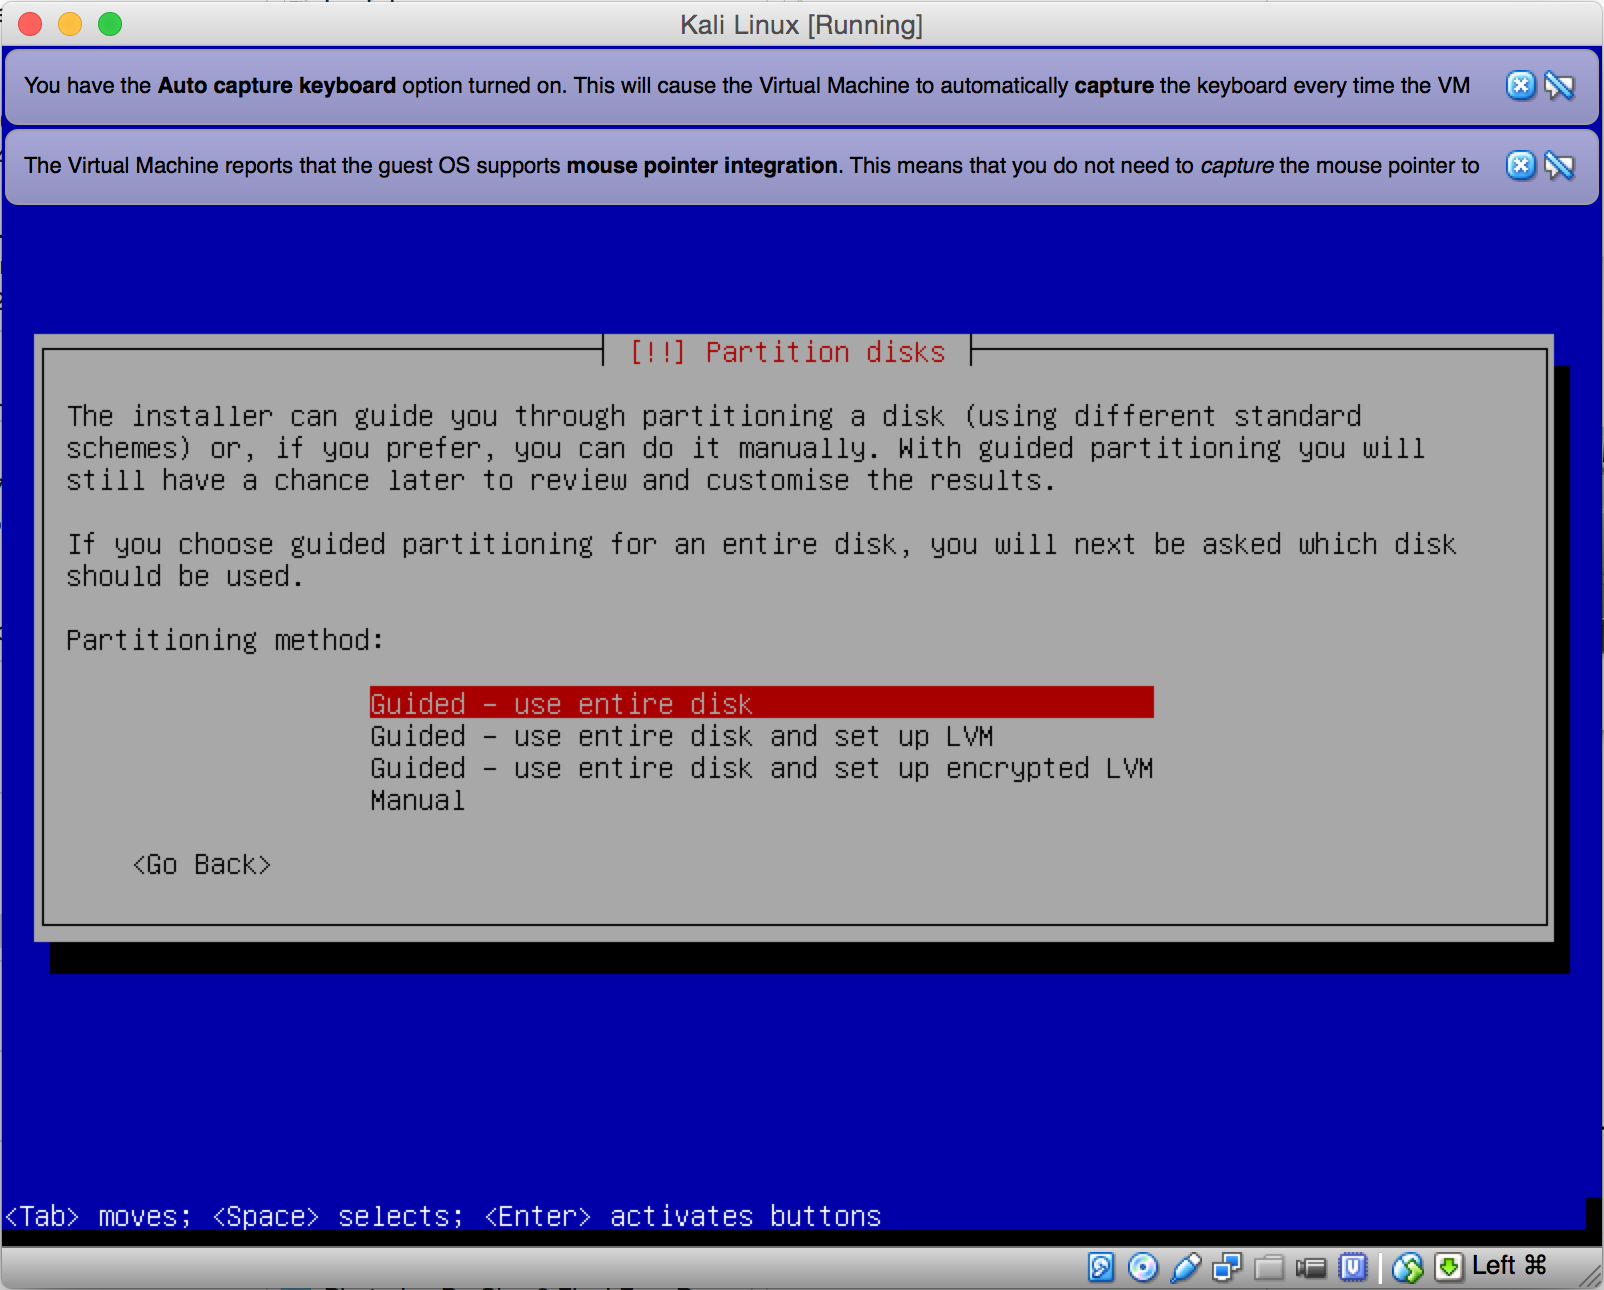 Kali Linux [Running]
You have the Auto capture keyboard option turned on. This will cause the Virtual Machine to automatically capture the keyboard every time the VM
The Virtual Machine reports that the guest OS supports mouse pointer integration. This means that you do not need to capture the mouse pointer to
[!!] Partition disks
The installer can guide you through partitioning a disk (using different standard
schemes) or, if you prefer, you can do it manually. With guided partitioning you will
still have a chance later to review and customise the results.
If you choose guided partitioning for an entire disk, you will next be asked which disk
should be used.
Partitioning method:
Guided - use entire disk
Guided - use entire disk and set up LVM
Guided - use entire disk and set up encrypted LVM
Manual
<Go Back>
<Tab> moves; <Space> selects; <Enter> activates buttons
Left ⌘